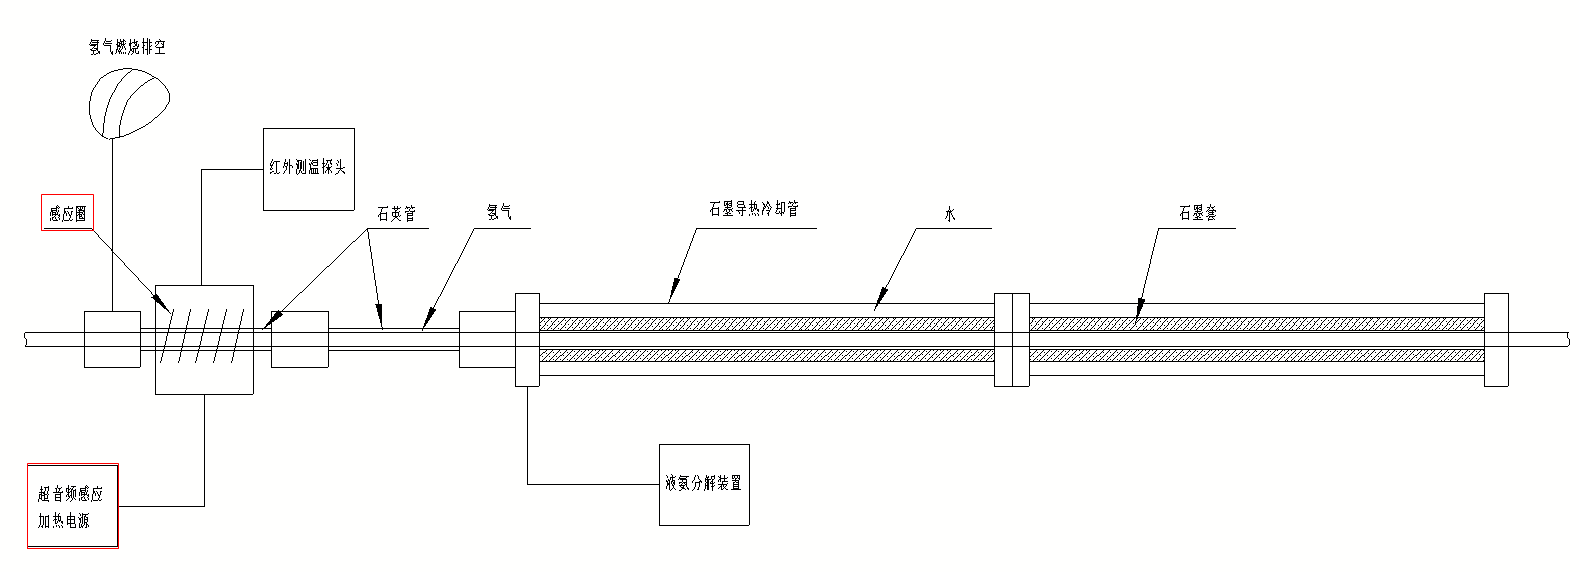 氢气燃烧排空
红外测温探头
感应圈
石英管
氢气
石墨导热冷却管
水
石墨套
液氨分解装置
超音频感应
加热电源